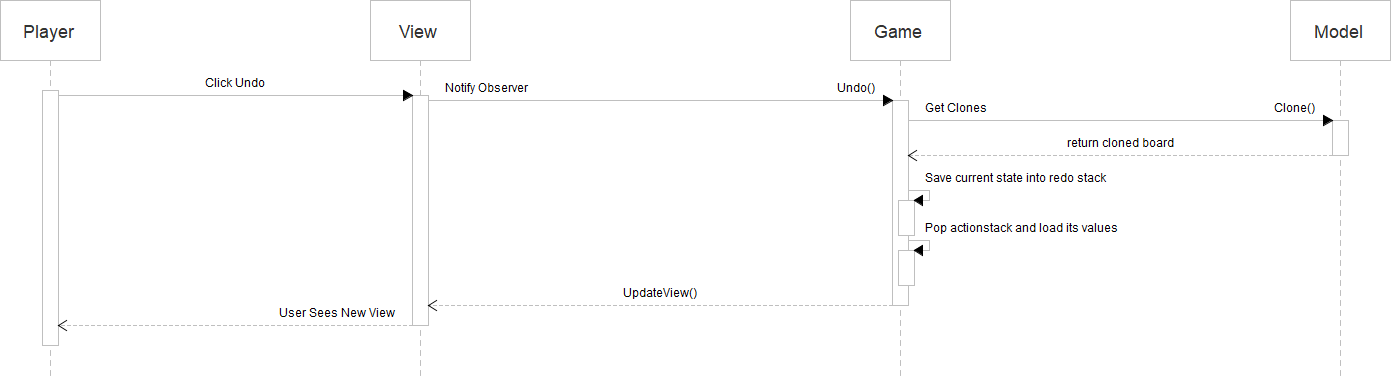 Player
View
Game
Model
Click Undo
Notify Observer
Undo()
Get Clones
Clone()
return cloned board
Save current state into redo stack
Pop actionstack and load its values
UpdateView()
User Sees New View